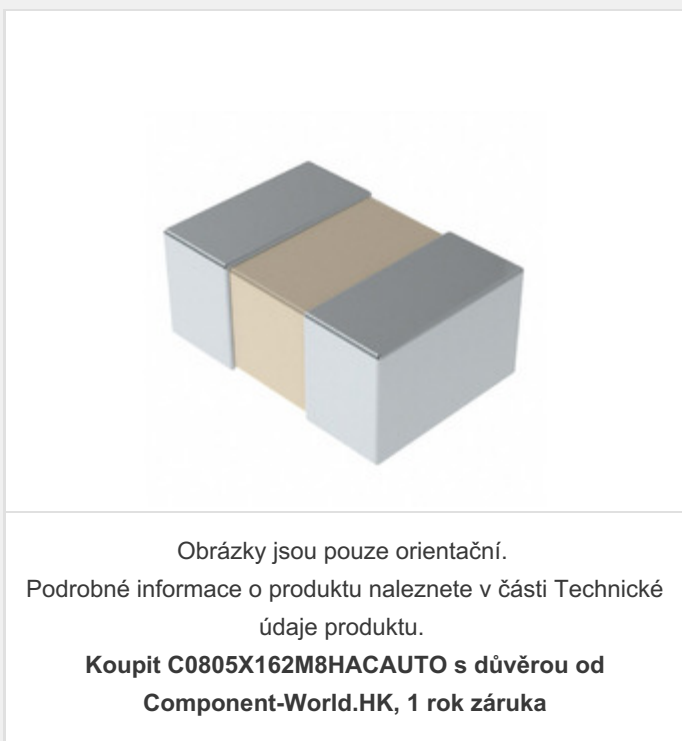 Obrázky jsou pouze orientační.
Podrobné informace o produktu naleznete v části Technické
údaje produktu.
Koupit C0805X162M8HACAUTO s důvěrou od
Component-World.HK, 1 rok záruka